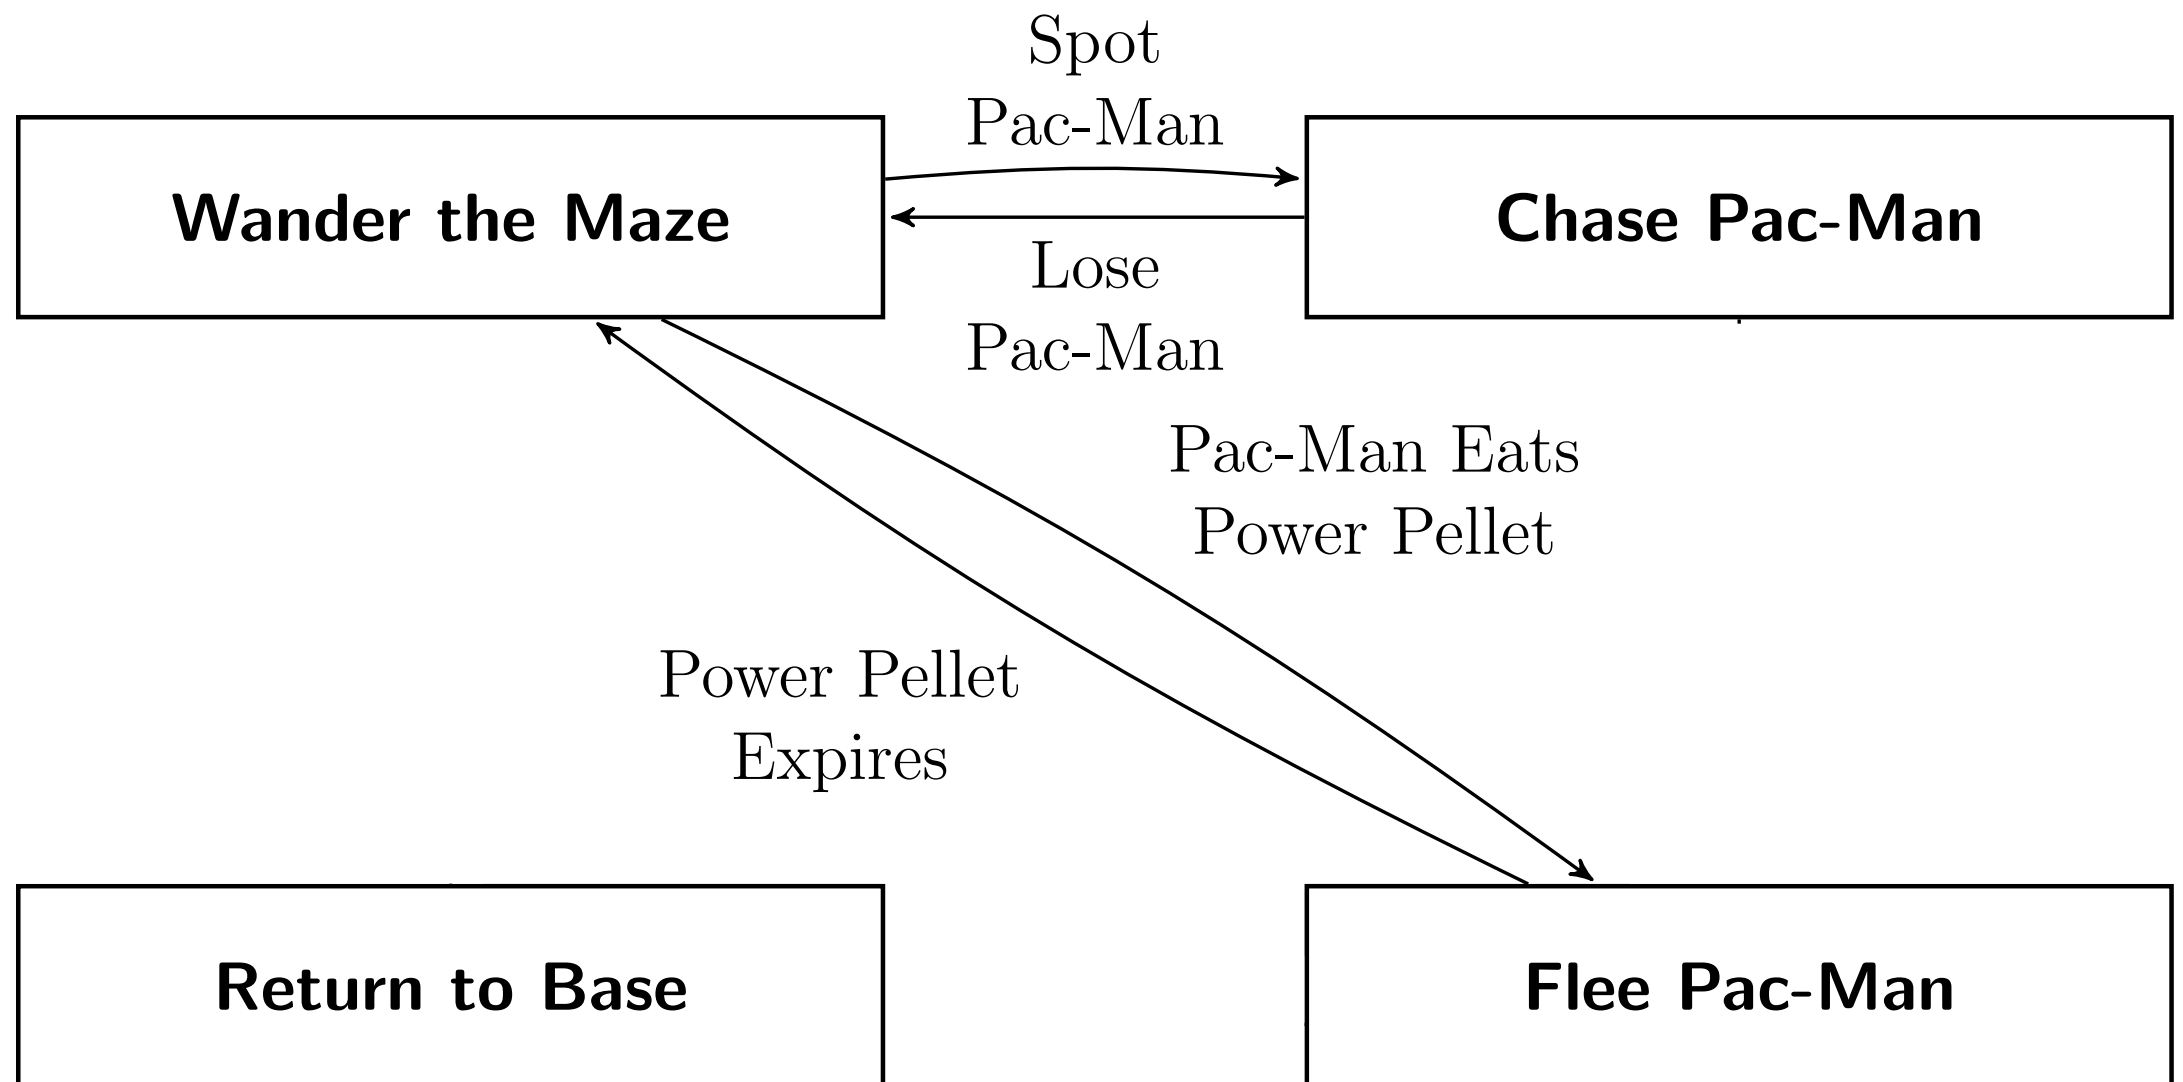 Spot
Pac-Man
Wander the Maze
Chase Pac-Man
Lose
Pac-Man
Pac-Man Eats
Power Pellet
Power Pellet
Expires
Return to Base
Flee Pac-Man